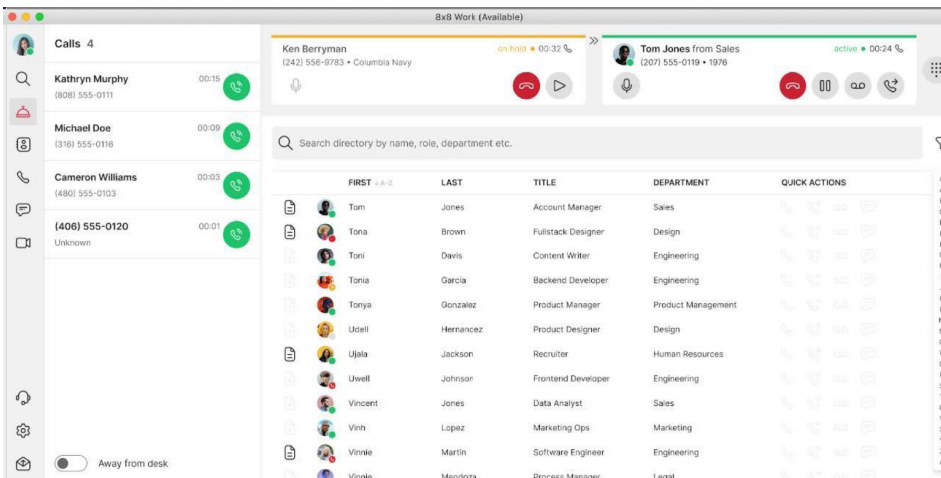 8x8 Work (Available)
Calls 4
Kathryn Murphy 00:15
(808) 555-0111
Michael Doe 00:09
(316) 555-0116
Cameron Williams 00:03
(480) 555-0103
(406) 555-0120 00:01
Unknown
Away from desk
Ken Berryman on hold • 00:32
(242) 556-9783 • Columbia Navy
Tom Jones from Sales active • 00:24
(207) 555-0119 • 1976
Search directory by name, role, department etc.
FIRST A-Z LAST TITLE DEPARTMENT QUICK ACTIONS
Tom Jones Account Manager Sales
Tona Brown Fullstack Designer Design
Toni Davis Content Writer Engineering
Tonia Garcia Backend Developer Engineering
Tonya Gonzalez Product Manager Product Management
Udell Hernancez Product Designer Design
Ujala Jackson Recruiter Human Resources
Uwell Johnson Frontend Developer Engineering
Vincent Jones Data Analyst Sales
Vinh Lopez Marketing Ops Marketing
Vinnie Martin Software Engineer Engineering
Vinnie Mendoza Process Manager Legal